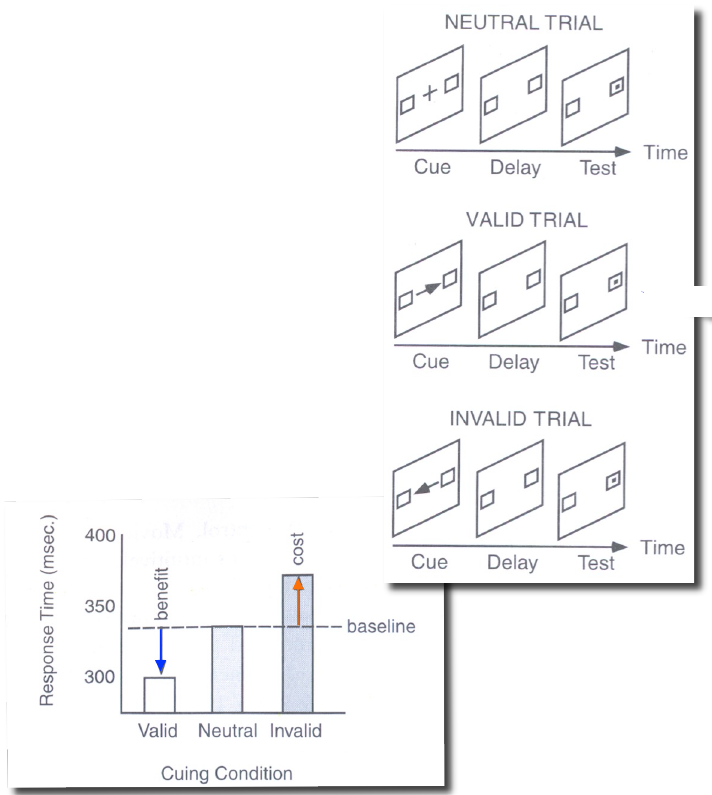 NEUTRAL TRIAL
Time
Cue Delay Test
VALID TRIAL
Time
Cue Delay Test
INVALID TRIAL
Time
Cue Delay Test
Response Time (msec.)
400
350
300
benefit
cost
baseline
Valid Neutral Invalid
Cuing Condition